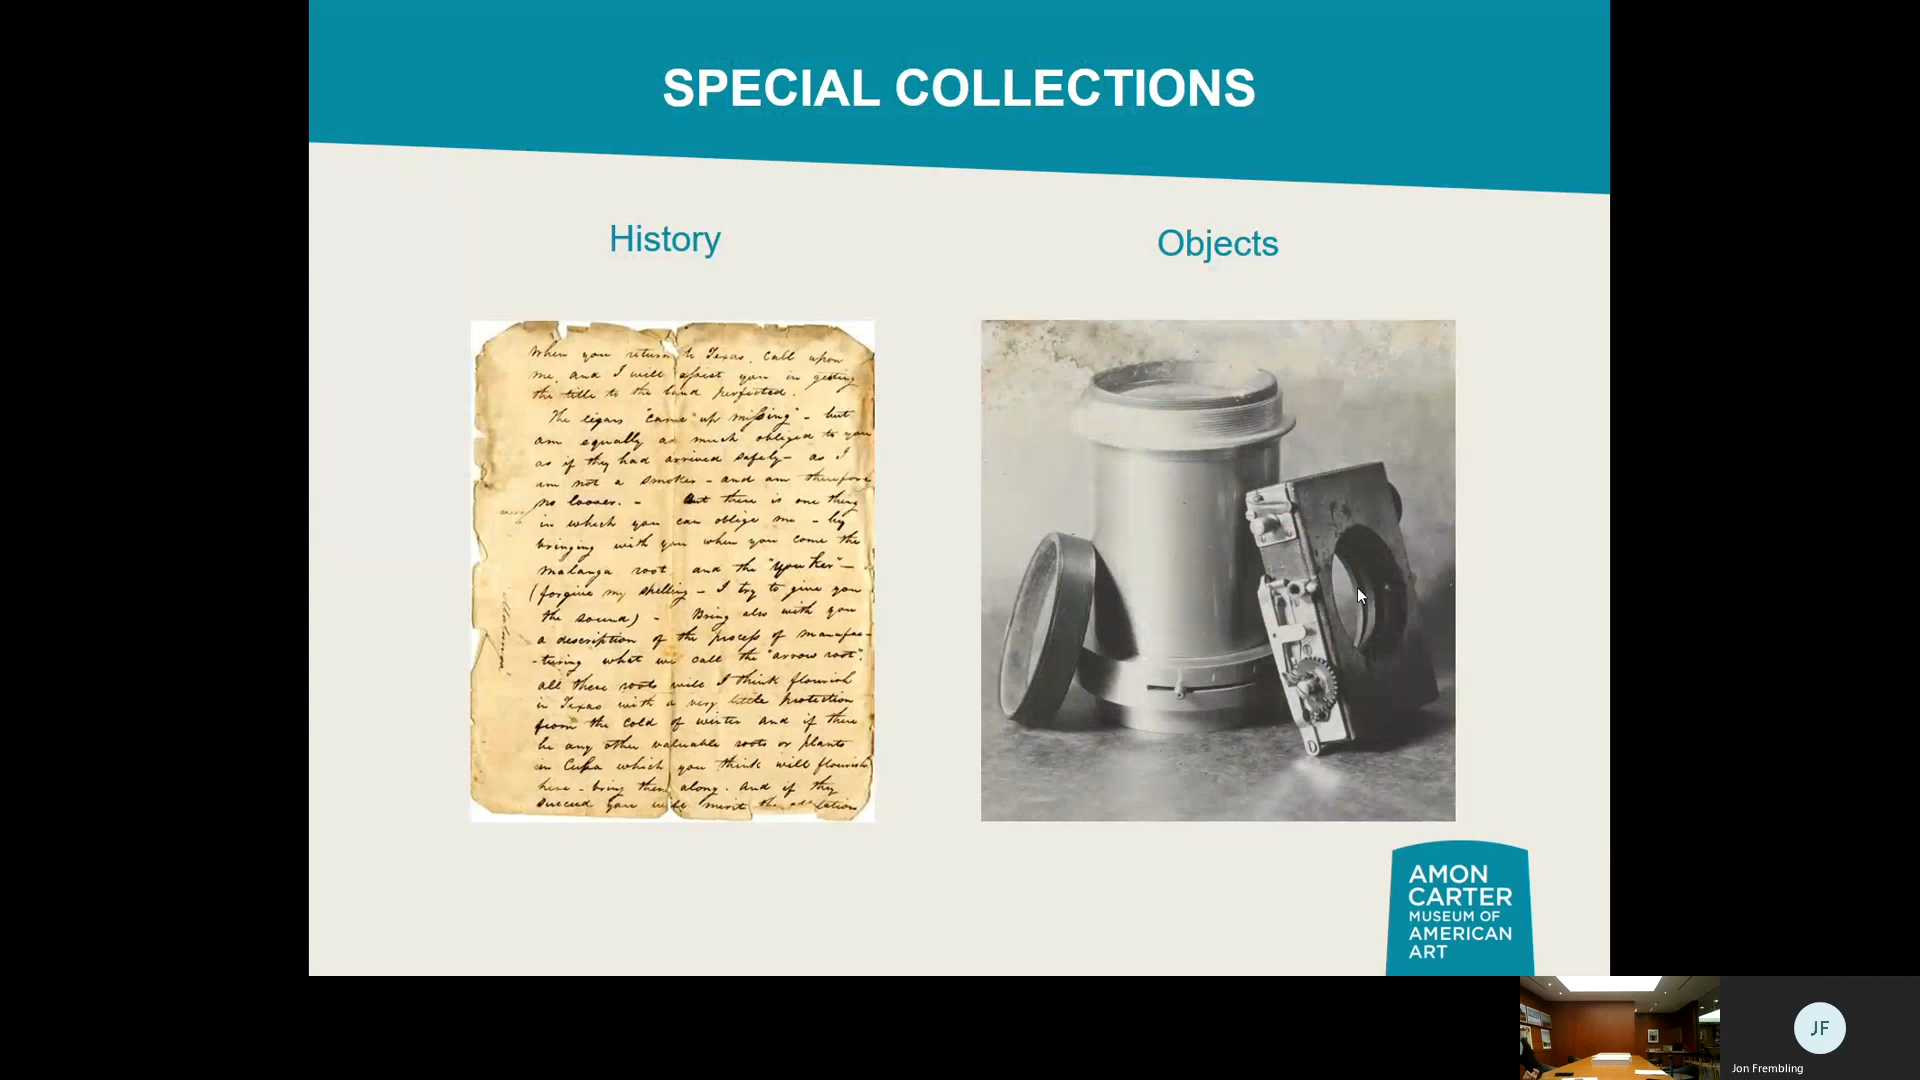 SPECIAL COLLECTIONS
History
Objects
When you return to Texas, call upon
me, and I will assist you in getting
the title to the land perfected.
The cigars "came up missing" - but
am equally as much obliged to you
as if they had arrived safely - as I
am not a smoker - and am therefore
no looser. - But there is one thing
in which you can oblige me - by
bringing with you when you come the
malanga root and the "you ker" -
(forgive my spelling - I try to give you
the sound) - Bring also with you
a description of the process of manufac-
-turing what we call the "arrow root".
all these roots will I think flourish
in Texas with a very little protection
from the cold of winter and if there
be any other valuable roots or plants
in Cuba which you think will flourish
here - bring them along. and if they
succeed you will merit the
AMON
CARTER
MUSEUM OF
AMERICAN
ART
JF
Jon Frembling